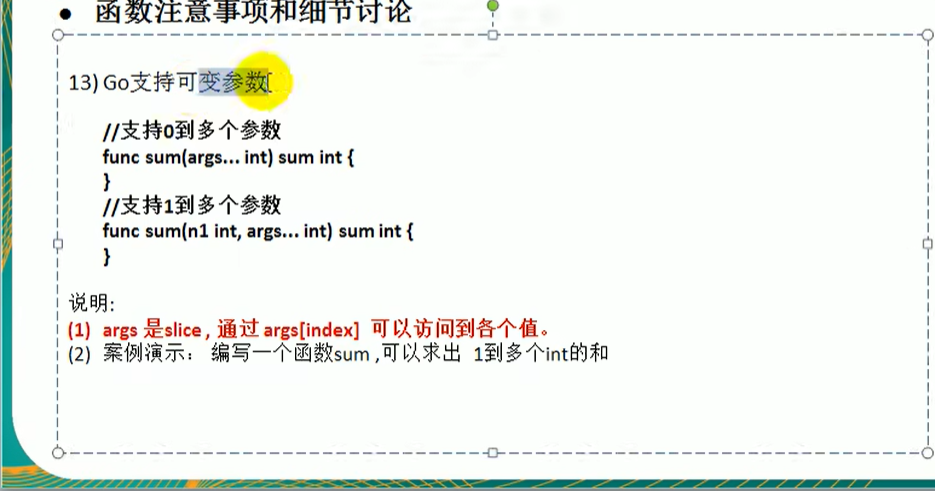 ● 函数注意事项和细节讨论
13) Go支持可变参数
//支持0到多个参数
func sum(args... int) sum int {
}
//支持1到多个参数
func sum(n1 int, args... int) sum int {
}
说明:
(1) args 是slice , 通过 args[index] 可以访问到各个值。
(2) 案例演示： 编写一个函数sum ,可以求出 1到多个int的和